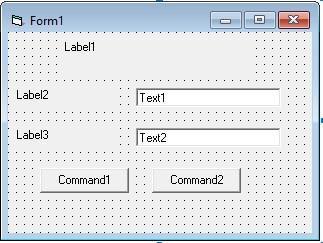 Form1
Label1
Label2 Text1
Label3 Text2
Command1 Command2